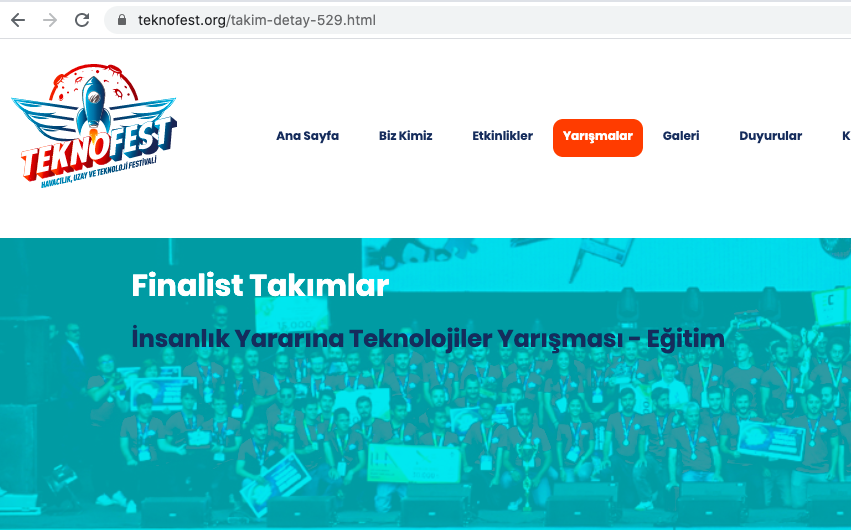 teknofest.org/takim-detay-529.html
TEKNOFEST
HAVACILIK, UZAY VE TEKNOLOJİ FESTİVALİ
Ana Sayfa Biz Kimiz Etkinlikler Yarışmalar Galeri Duyurular K
Finalist Takımlar
İnsanlık Yararına Teknolojiler Yarışması - Eğitim